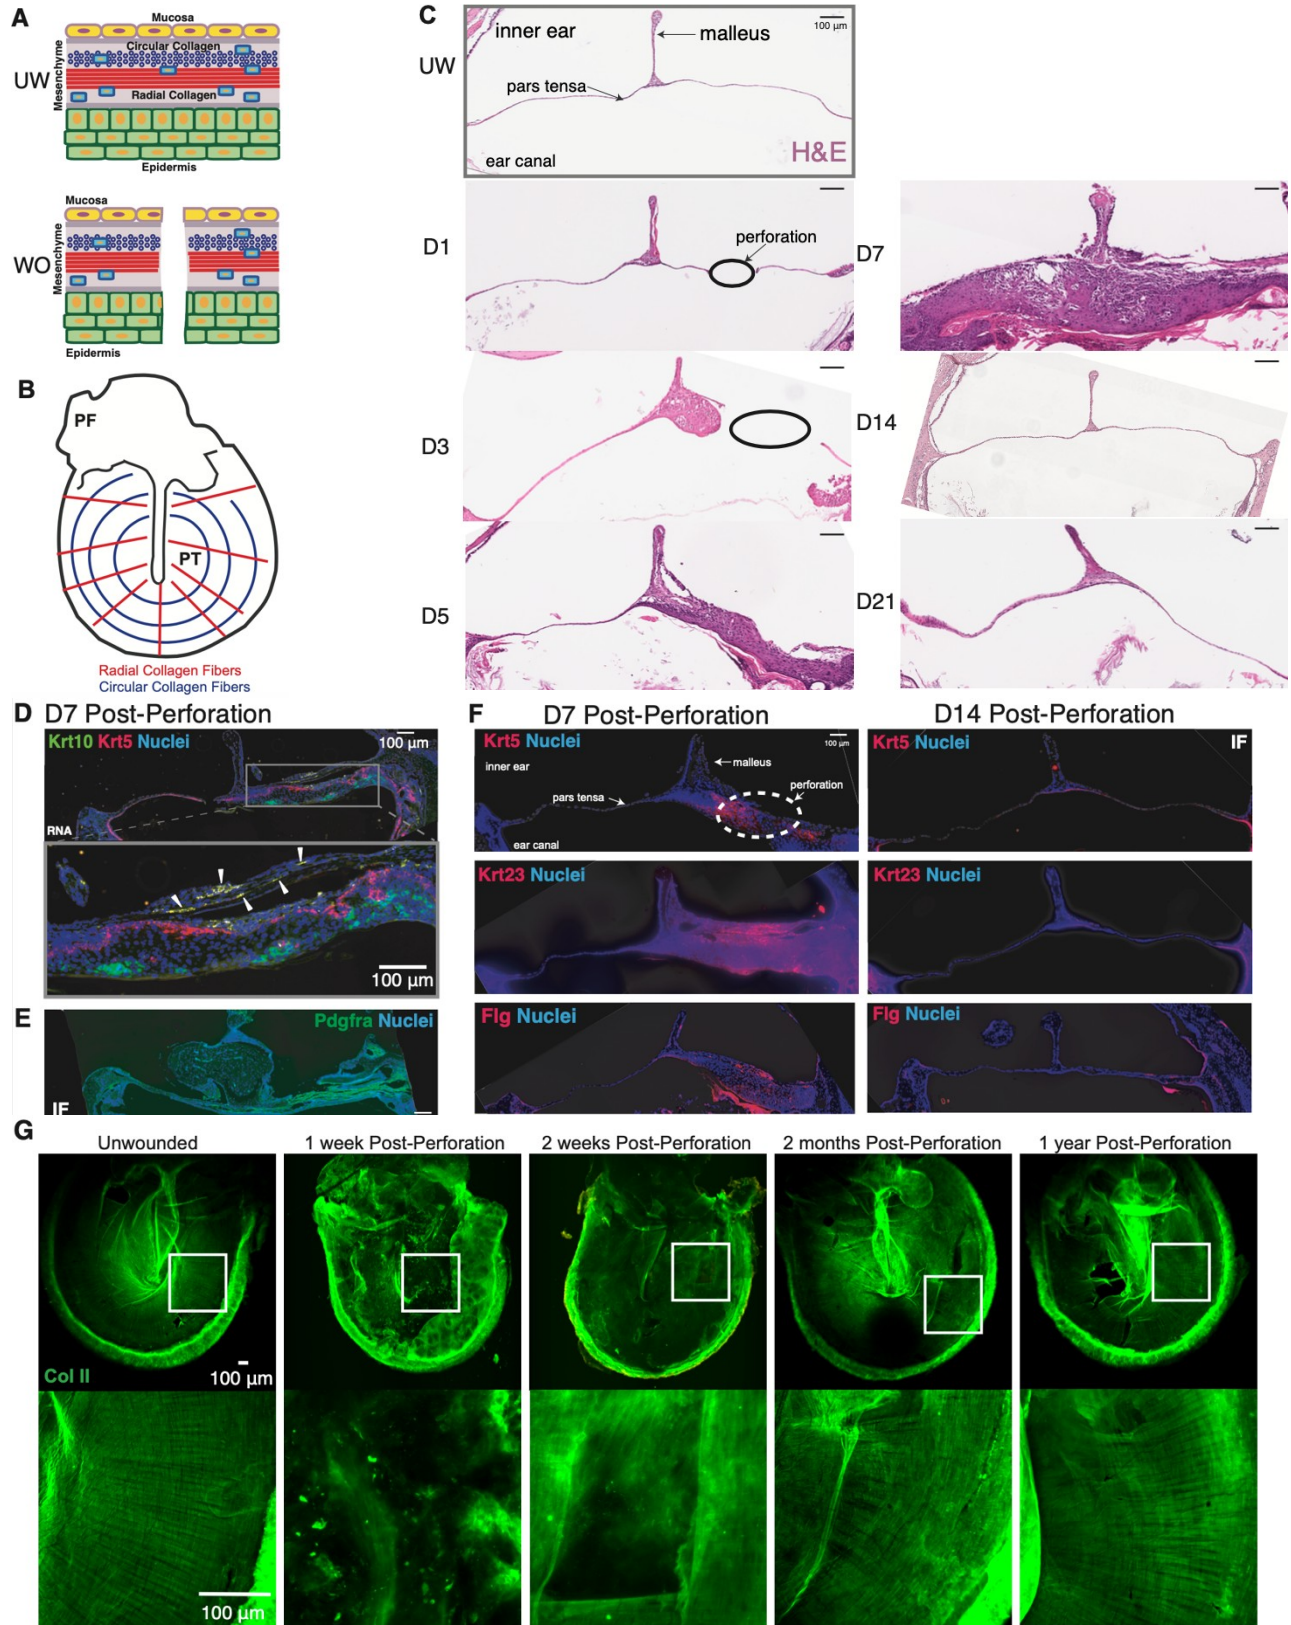 A
Mucosa
UW
Mesenchyme
Circular Collagen
Radial Collagen
Epidermis
Mucosa
WO
Mesenchyme
Epidermis
B
PF
PT
Radial Collagen Fibers
Circular Collagen Fibers
C
UW
inner ear
malleus
100 µm
pars tensa
ear canal
H&E
D1
perforation
D7
D3
D14
D5
D21
D
D7 Post-Perforation
Krt10 Krt5 Nuclei
100 µm
RNA
100 µm
E
Pdgfra Nuclei
IF
F
D7 Post-Perforation
D14 Post-Perforation
Krt5 Nuclei
100 µm
inner ear
malleus
pars tensa
perforation
ear canal
Krt5 Nuclei
IF
Krt23 Nuclei
Krt23 Nuclei
Flg Nuclei
Flg Nuclei
G
Unwounded
1 week Post-Perforation
2 weeks Post-Perforation
2 months Post-Perforation
1 year Post-Perforation
Col II
100 µm
100 µm